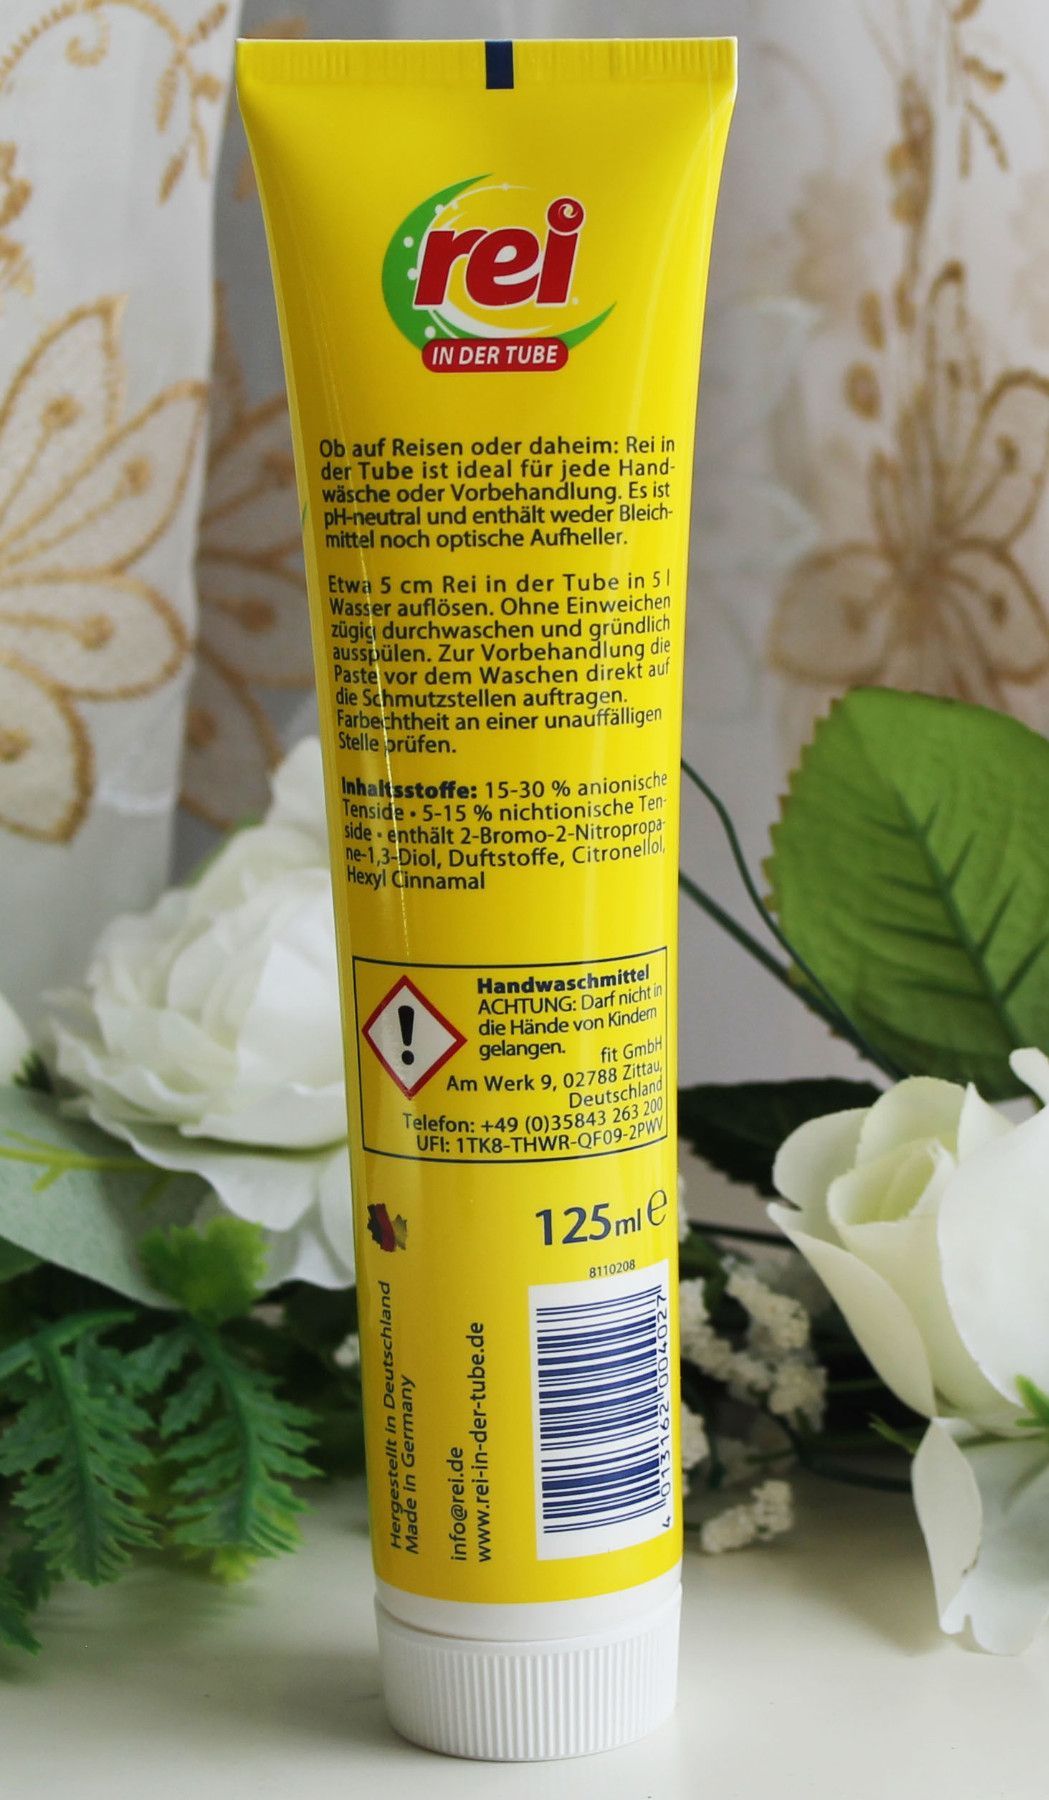 rei
IN DER TUBE
Ob auf Reisen oder daheim: Rei in
der Tube ist ideal für jede Hand-
wäsche oder Vorbehandlung. Es ist
pH-neutral und enthält weder Bleich-
mittel noch optische Aufheller.
Etwa 5 cm Rei in der Tube in 5 l
Wasser auflösen. Ohne Einweichen
zügig durchwaschen und gründlich
ausspülen. Zur Vorbehandlung die
Paste vor dem Waschen direkt auf
die Schmutzstellen auftragen.
Farbechtheit an einer unauffälligen
Stelle prüfen.
Inhaltsstoffe: 15-30 % anionische
Tenside • 5-15 % nichtionische Ten-
side • enthält 2-Bromo-2-Nitropropa-
ne-1,3-Diol, Duftstoffe, Citronellol,
Hexyl Cinnamal
Handwaschmittel
ACHTUNG: Darf nicht in
die Hände von Kindern
gelangen.
fit GmbH
Am Werk 9, 02788 Zittau,
Deutschland
Telefon: +49 (0)35843 263 200
UFI: 1TK8-THWR-QF09-2PWV
125 ml e
8110208
Hergestellt in Deutschland
Made in Germany
info@rei.de
www.rei-in-der-tube.de
4 013162 004027